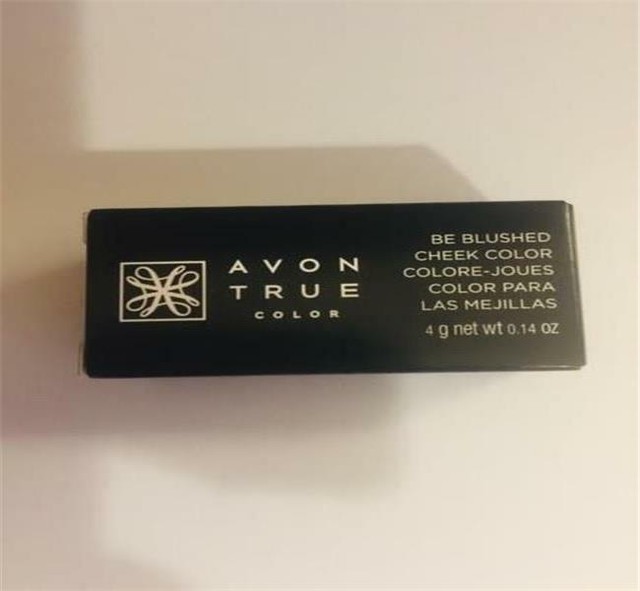 AVON
TRUE
COLOR
BE BLUSHED
CHEEK COLOR
COLORE-JOUES
COLOR PARA
LAS MEJILLAS
4 g net wt 0.14 oz